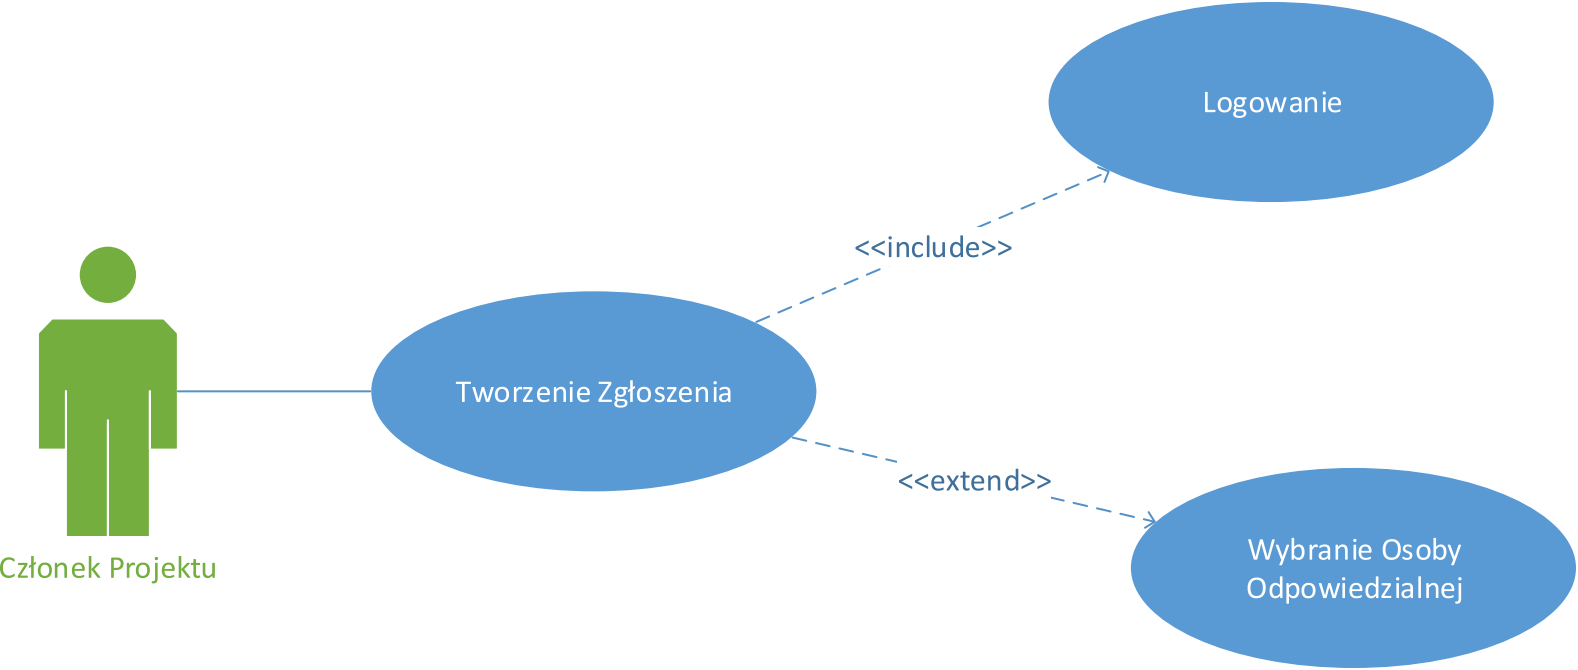 Logowanie
<<include>>
Tworzenie Zgłoszenia
<<extend>>
Wybranie Osoby
Odpowiedzialnej
Członek Projektu